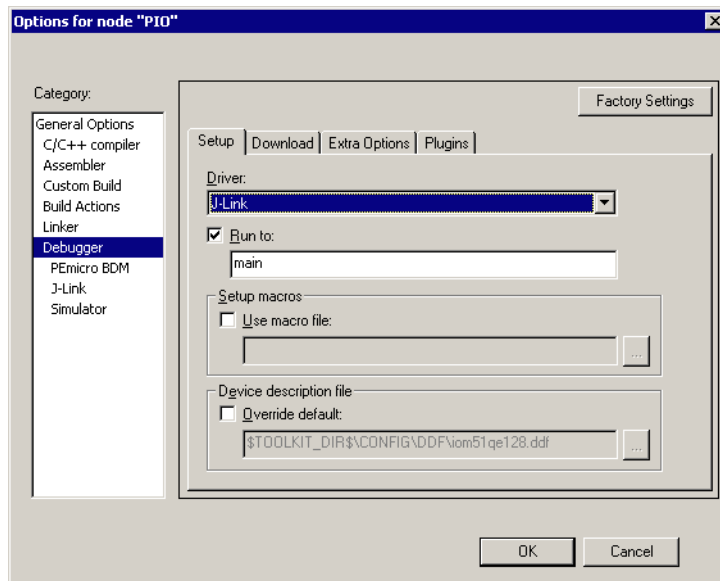 Options for node "PIO"
Category:
General Options
C/C++ compiler
Assembler
Custom Build
Build Actions
Linker
Debugger
PEmicro BDM
J-Link
Simulator
Factory Settings
Setup Download Extra Options Plugins
Driver:
J-Link
Run to:
main
Setup macros
Use macro file:
...
Device description file
Override default:
$TOOLKIT_DIR$\CONFIG\DDF\iom51qe128.ddf
...
OK Cancel